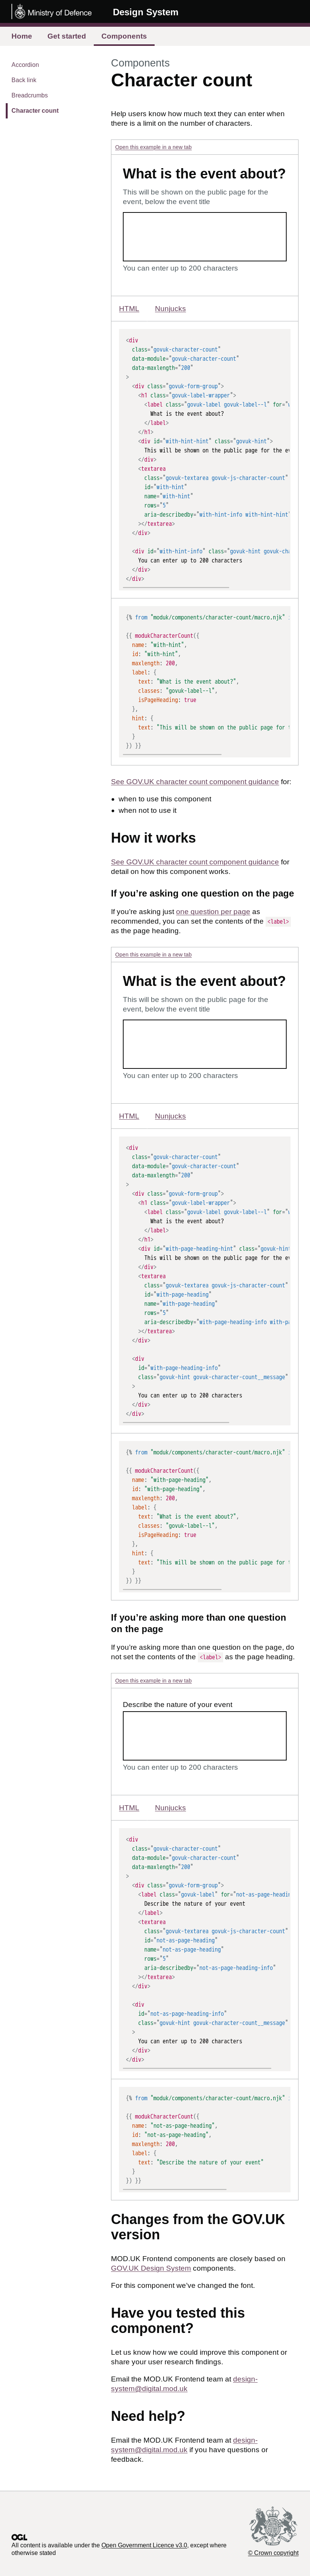 Ministry of Defence
Design System
Home
Get started
Components
Accordion
Back link
Breadcrumbs
Character count
Components
Character count
Help users know how much text they can enter when
there is a limit on the number of characters.
Open this example in a new tab
What is the event about?
This will be shown on the public page for the
event, below the event title
You can enter up to 200 characters
HTML
Nunjucks
<div
class="govuk-character-count"
data-module="govuk-character-count"
data-maxlength="200"
>
<div class="govuk-form-group">
<h1 class="govuk-label-wrapper">
<label class="govuk-label govuk-label--l" for="
What is the event about?
</label>
</h1>
<div id="with-hint-hint" class="govuk-hint">
This will be shown on the public page for the
</div>
<textarea
class="govuk-textarea govuk-js-character-count"
id="with-hint"
name="with-hint"
rows="5"
aria-describedby="with-hint-info with-hint-hint"
></textarea>
</div>
<div id="with-hint-info" class="govuk-hint
You can enter up to 200 characters
</div>
</div>
{% from "moduk/components/character-count/macro.njk"
{{ modukCharacterCount({
name: "with-hint",
id: "with-hint",
maxlength: 200,
label: {
text: "What is the event about?",
classes: "govuk-label--l",
isPageHeading: true
},
hint: {
text: "This will be shown on the public page for
}
}) }}
See GOV.UK character count component guidance for:
• when to use this component
• when not to use it
How it works
See GOV.UK character count component guidance for
detail on how this component works.
If you're asking one question on the page
If you're asking just one question per page as
recommended, you can set the contents of the <label>
as the page heading.
Open this example in a new tab
What is the event about?
This will be shown on the public page for the
event, below the event title
You can enter up to 200 characters
HTML
Nunjucks
<div
class="govuk-character-count"
data-module="govuk-character-count"
data-maxlength="200"
>
<div class="govuk-form-group">
<h1 class="govuk-label-wrapper">
<label class="govuk-label govuk-label--l" for="
What is the event about?
</label>
</h1>
<div id="with-page-heading-hint" class="govuk-hint
This will be shown on the public page for the
</div>
<textarea
class="govuk-textarea govuk-js-character-count"
id="with-page-heading"
name="with-page-heading"
rows="5"
aria-describedby="with-page-heading-info
></textarea>
</div>
<div
id="with-page-heading-info"
class="govuk-hint govuk-character-count__message"
>
You can enter up to 200 characters
</div>
</div>
{% from "moduk/components/character-count/macro.njk"
{{ modukCharacterCount({
name: "with-page-heading",
id: "with-page-heading",
maxlength: 200,
label: {
text: "What is the event about?",
classes: "govuk-label--l",
isPageHeading: true
},
hint: {
text: "This will be shown on the public page for
}
}) }}
If you're asking more than one question
on the page
If you're asking more than one question on the page, do
not set the contents of the <label> as the page heading.
Open this example in a new tab
Describe the nature of your event
You can enter up to 200 characters
HTML
Nunjucks
<div
class="govuk-character-count"
data-module="govuk-character-count"
data-maxlength="200"
>
<div class="govuk-form-group">
<label class="govuk-label" for="not-as-page-heading
Describe the nature of your event
</label>
<textarea
class="govuk-textarea govuk-js-character-count"
id="not-as-page-heading"
name="not-as-page-heading"
rows="5"
aria-describedby="not-as-page-heading-info"
></textarea>
</div>
<div
id="not-as-page-heading-info"
class="govuk-hint govuk-character-count__message"
>
You can enter up to 200 characters
</div>
</div>
{% from "moduk/components/character-count/macro.njk"
{{ modukCharacterCount({
name: "not-as-page-heading",
id: "not-as-page-heading",
maxlength: 200,
label: {
text: "Describe the nature of your event"
}
}) }}
Changes from the GOV.UK
version
MOD.UK Frontend components are closely based on
GOV.UK Design System components.
For this component we've changed the font.
Have you tested this
component?
Let us know how we could improve this component or
share your user research findings.
Email the MOD.UK Frontend team at design-
system@digital.mod.uk
Need help?
Email the MOD.UK Frontend team at design-
system@digital.mod.uk if you have questions or
feedback.
OGL
All content is available under the Open Government Licence v3.0, except where
otherwise stated
© Crown copyright